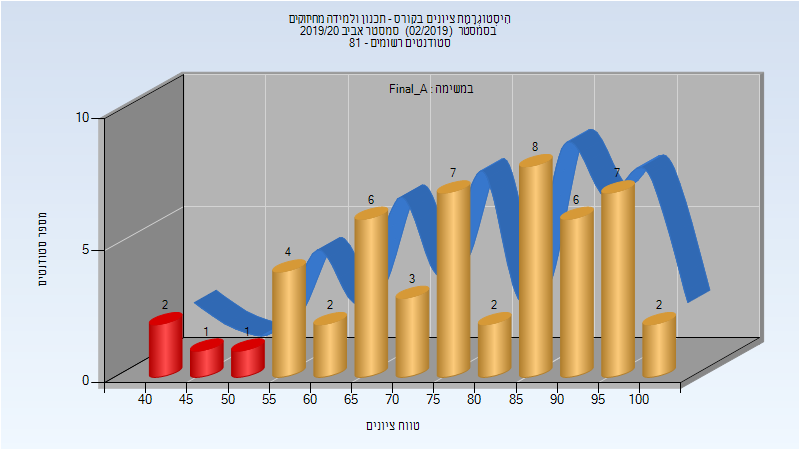 היסטוגרמת ציונים בקורס - תכנון ולמידה מחיזוקים
בסמסטר (02/2019) סמסטר אביב 2019/20
סטודנטים רשומים - 81
במשימה : Final_A
מספר סטודנטים
10
5
0
2
1
1
4
2
6
3
7
2
8
6
7
2
40 45 50 55 60 65 70 75 80 85 90 95 100
טווח ציונים